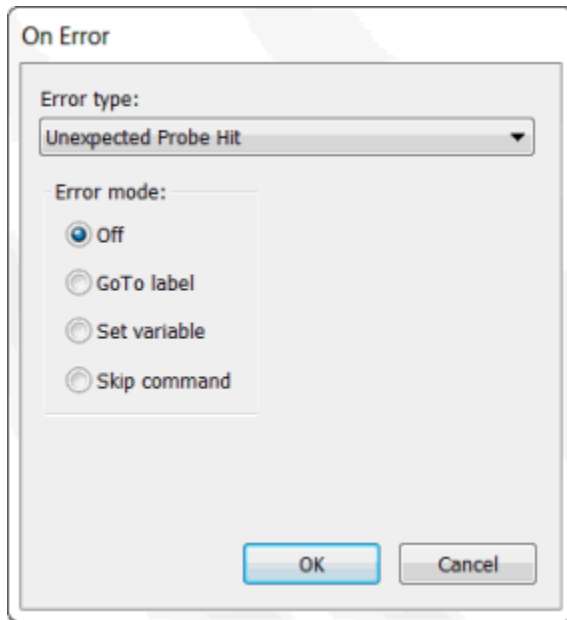 On Error
Error type:
Unexpected Probe Hit
Error mode:
Off
GoTo label
Set variable
Skip command
OK Cancel